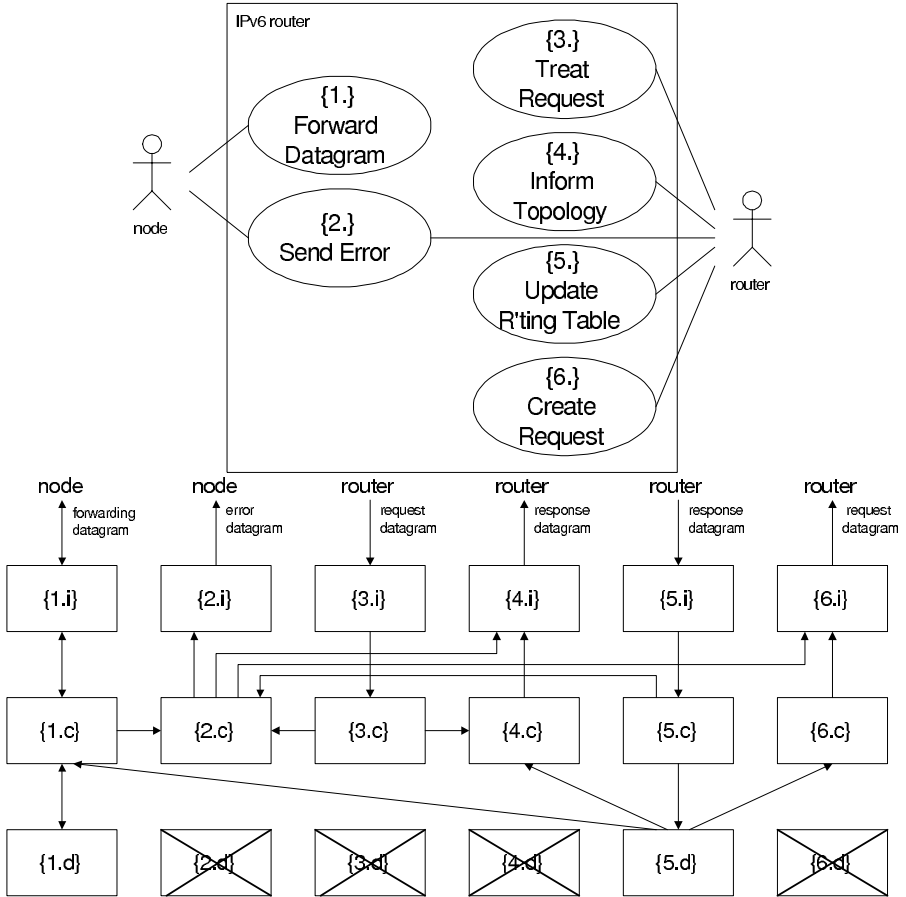 IPv6 router
{3.}
Treat
Request
{1.}
Forward
Datagram
{4.}
Inform
Topology
node
{2.}
Send Error
{5.}
Update
R'ting Table
router
{6.}
Create
Request
node
node
router
router
router
router
forwarding
datagram
error
datagram
request
datagram
response
datagram
response
datagram
request
datagram
{1.i}
{2.i}
{3.i}
{4.i}
{5.i}
{6.i}
{1.c}
{2.c}
{3.c}
{4.c}
{5.c}
{6.c}
{1.d}
{2.d}
{3.d}
{4.d}
{5.d}
{6.d}